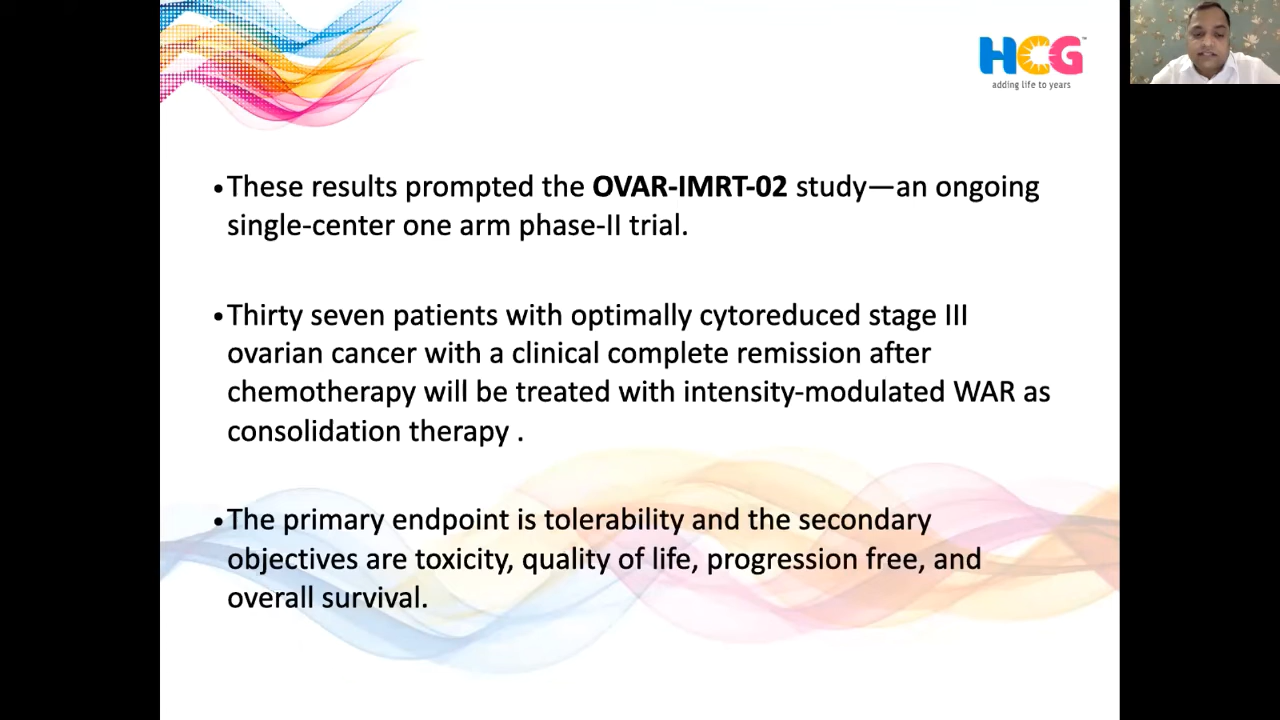 HCG™
adding life to years
•These results prompted the OVAR-IMRT-02 study—an ongoing
single-center one arm phase-II trial.
•Thirty seven patients with optimally cytoreduced stage III
ovarian cancer with a clinical complete remission after
chemotherapy will be treated with intensity-modulated WAR as
consolidation therapy .
•The primary endpoint is tolerability and the secondary
objectives are toxicity, quality of life, progression free, and
overall survival.